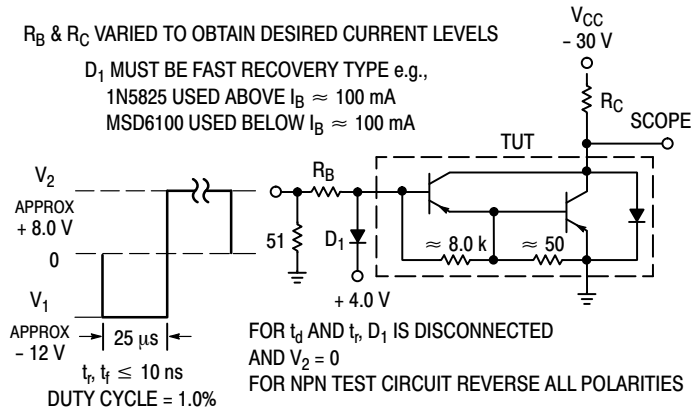 R_B & R_C VARIED TO OBTAIN DESIRED CURRENT LEVELS
D_1 MUST BE FAST RECOVERY TYPE e.g.,
1N5825 USED ABOVE I_B ≈ 100 mA
MSD6100 USED BELOW I_B ≈ 100 mA
V_CC
- 30 V
R_C
SCOPE
TUT
V_2
APPROX
+ 8.0 V
0
V_1
APPROX
- 12 V
25 μs
t_r, t_f ≤ 10 ns
DUTY CYCLE = 1.0%
R_B
51
D_1
+ 4.0 V
≈ 8.0 k
≈ 50
FOR t_d AND t_r, D_1 IS DISCONNECTED
AND V_2 = 0
FOR NPN TEST CIRCUIT REVERSE ALL POLARITIES